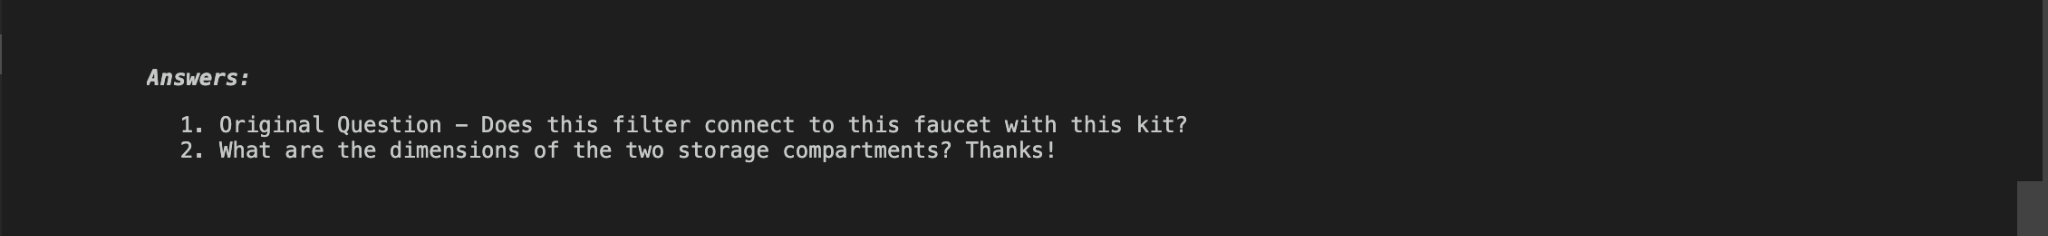 Answers:
1. Original Question – Does this filter connect to this faucet with this kit?
2. What are the dimensions of the two storage compartments? Thanks!